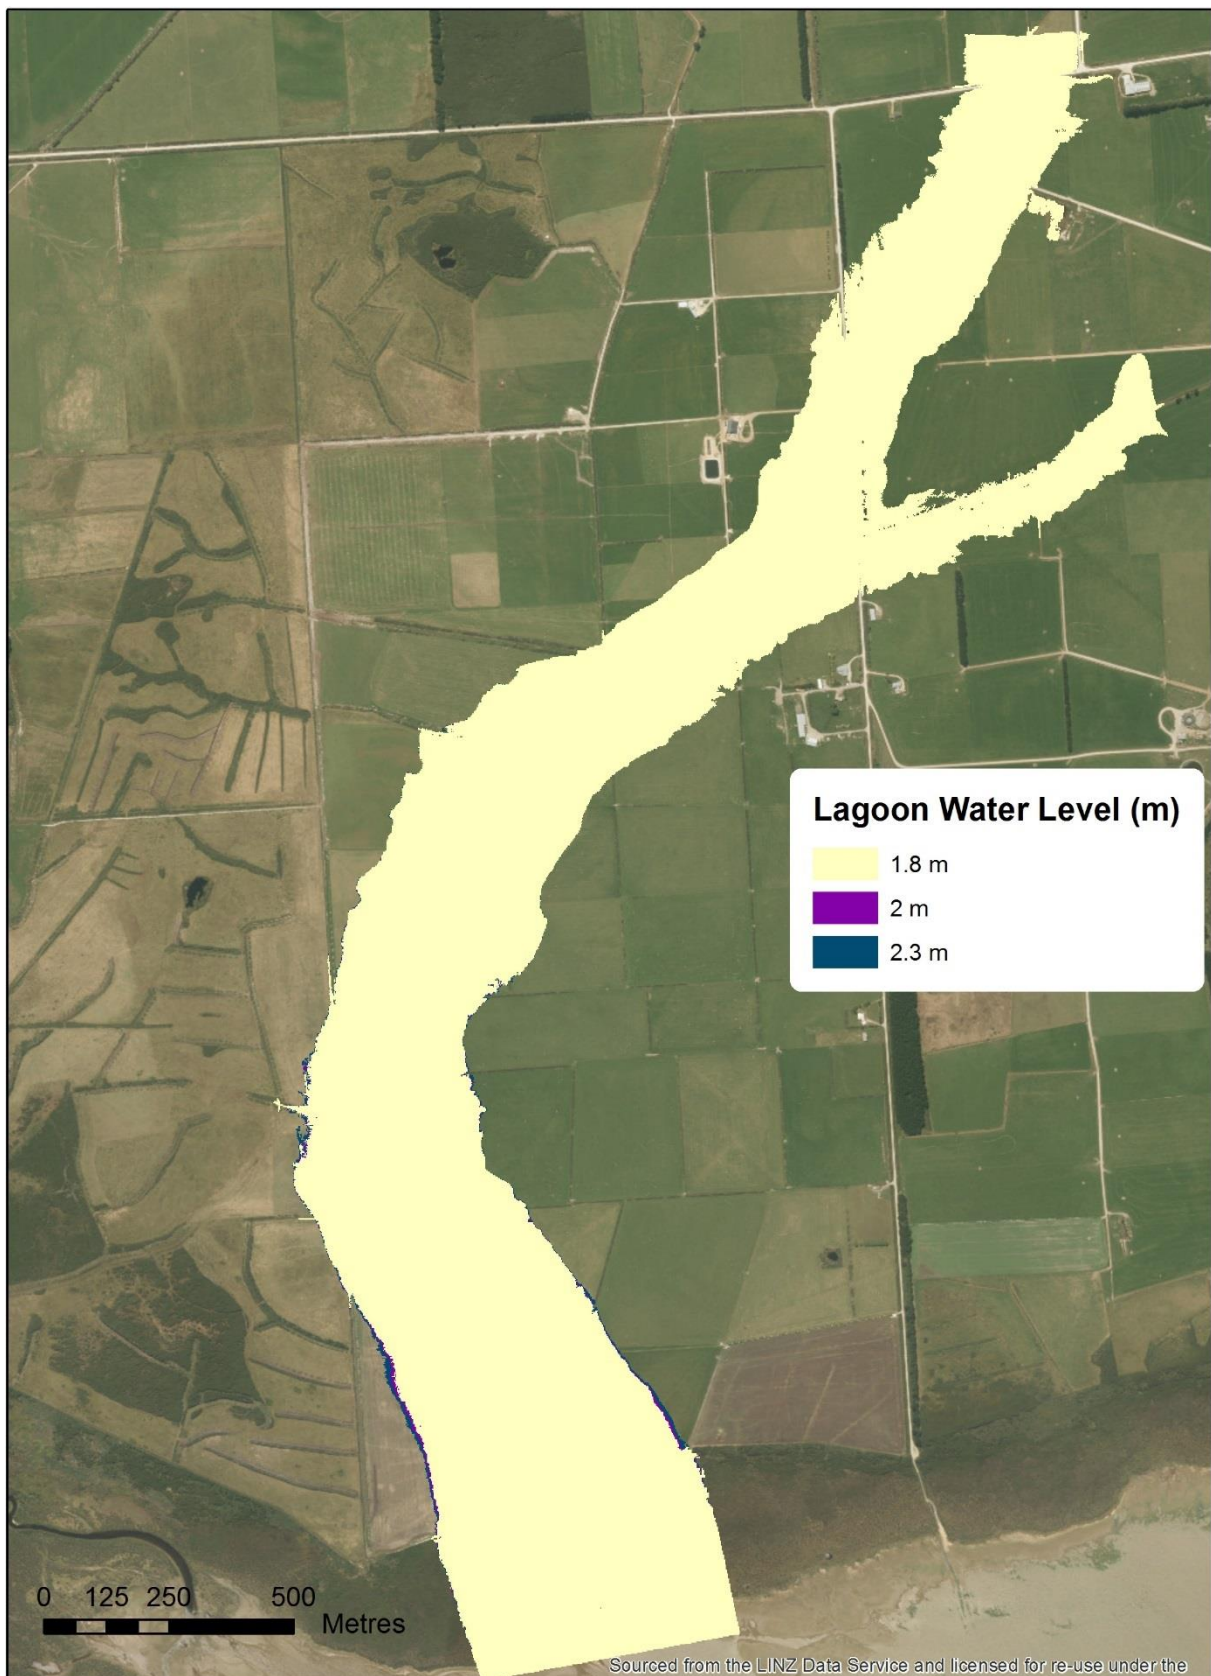 Lagoon Water Level (m)
1.8 m
2 m
2.3 m
0 125 250 500
Metres
Sourced from the LINZ Data Service and licensed for re-use under the